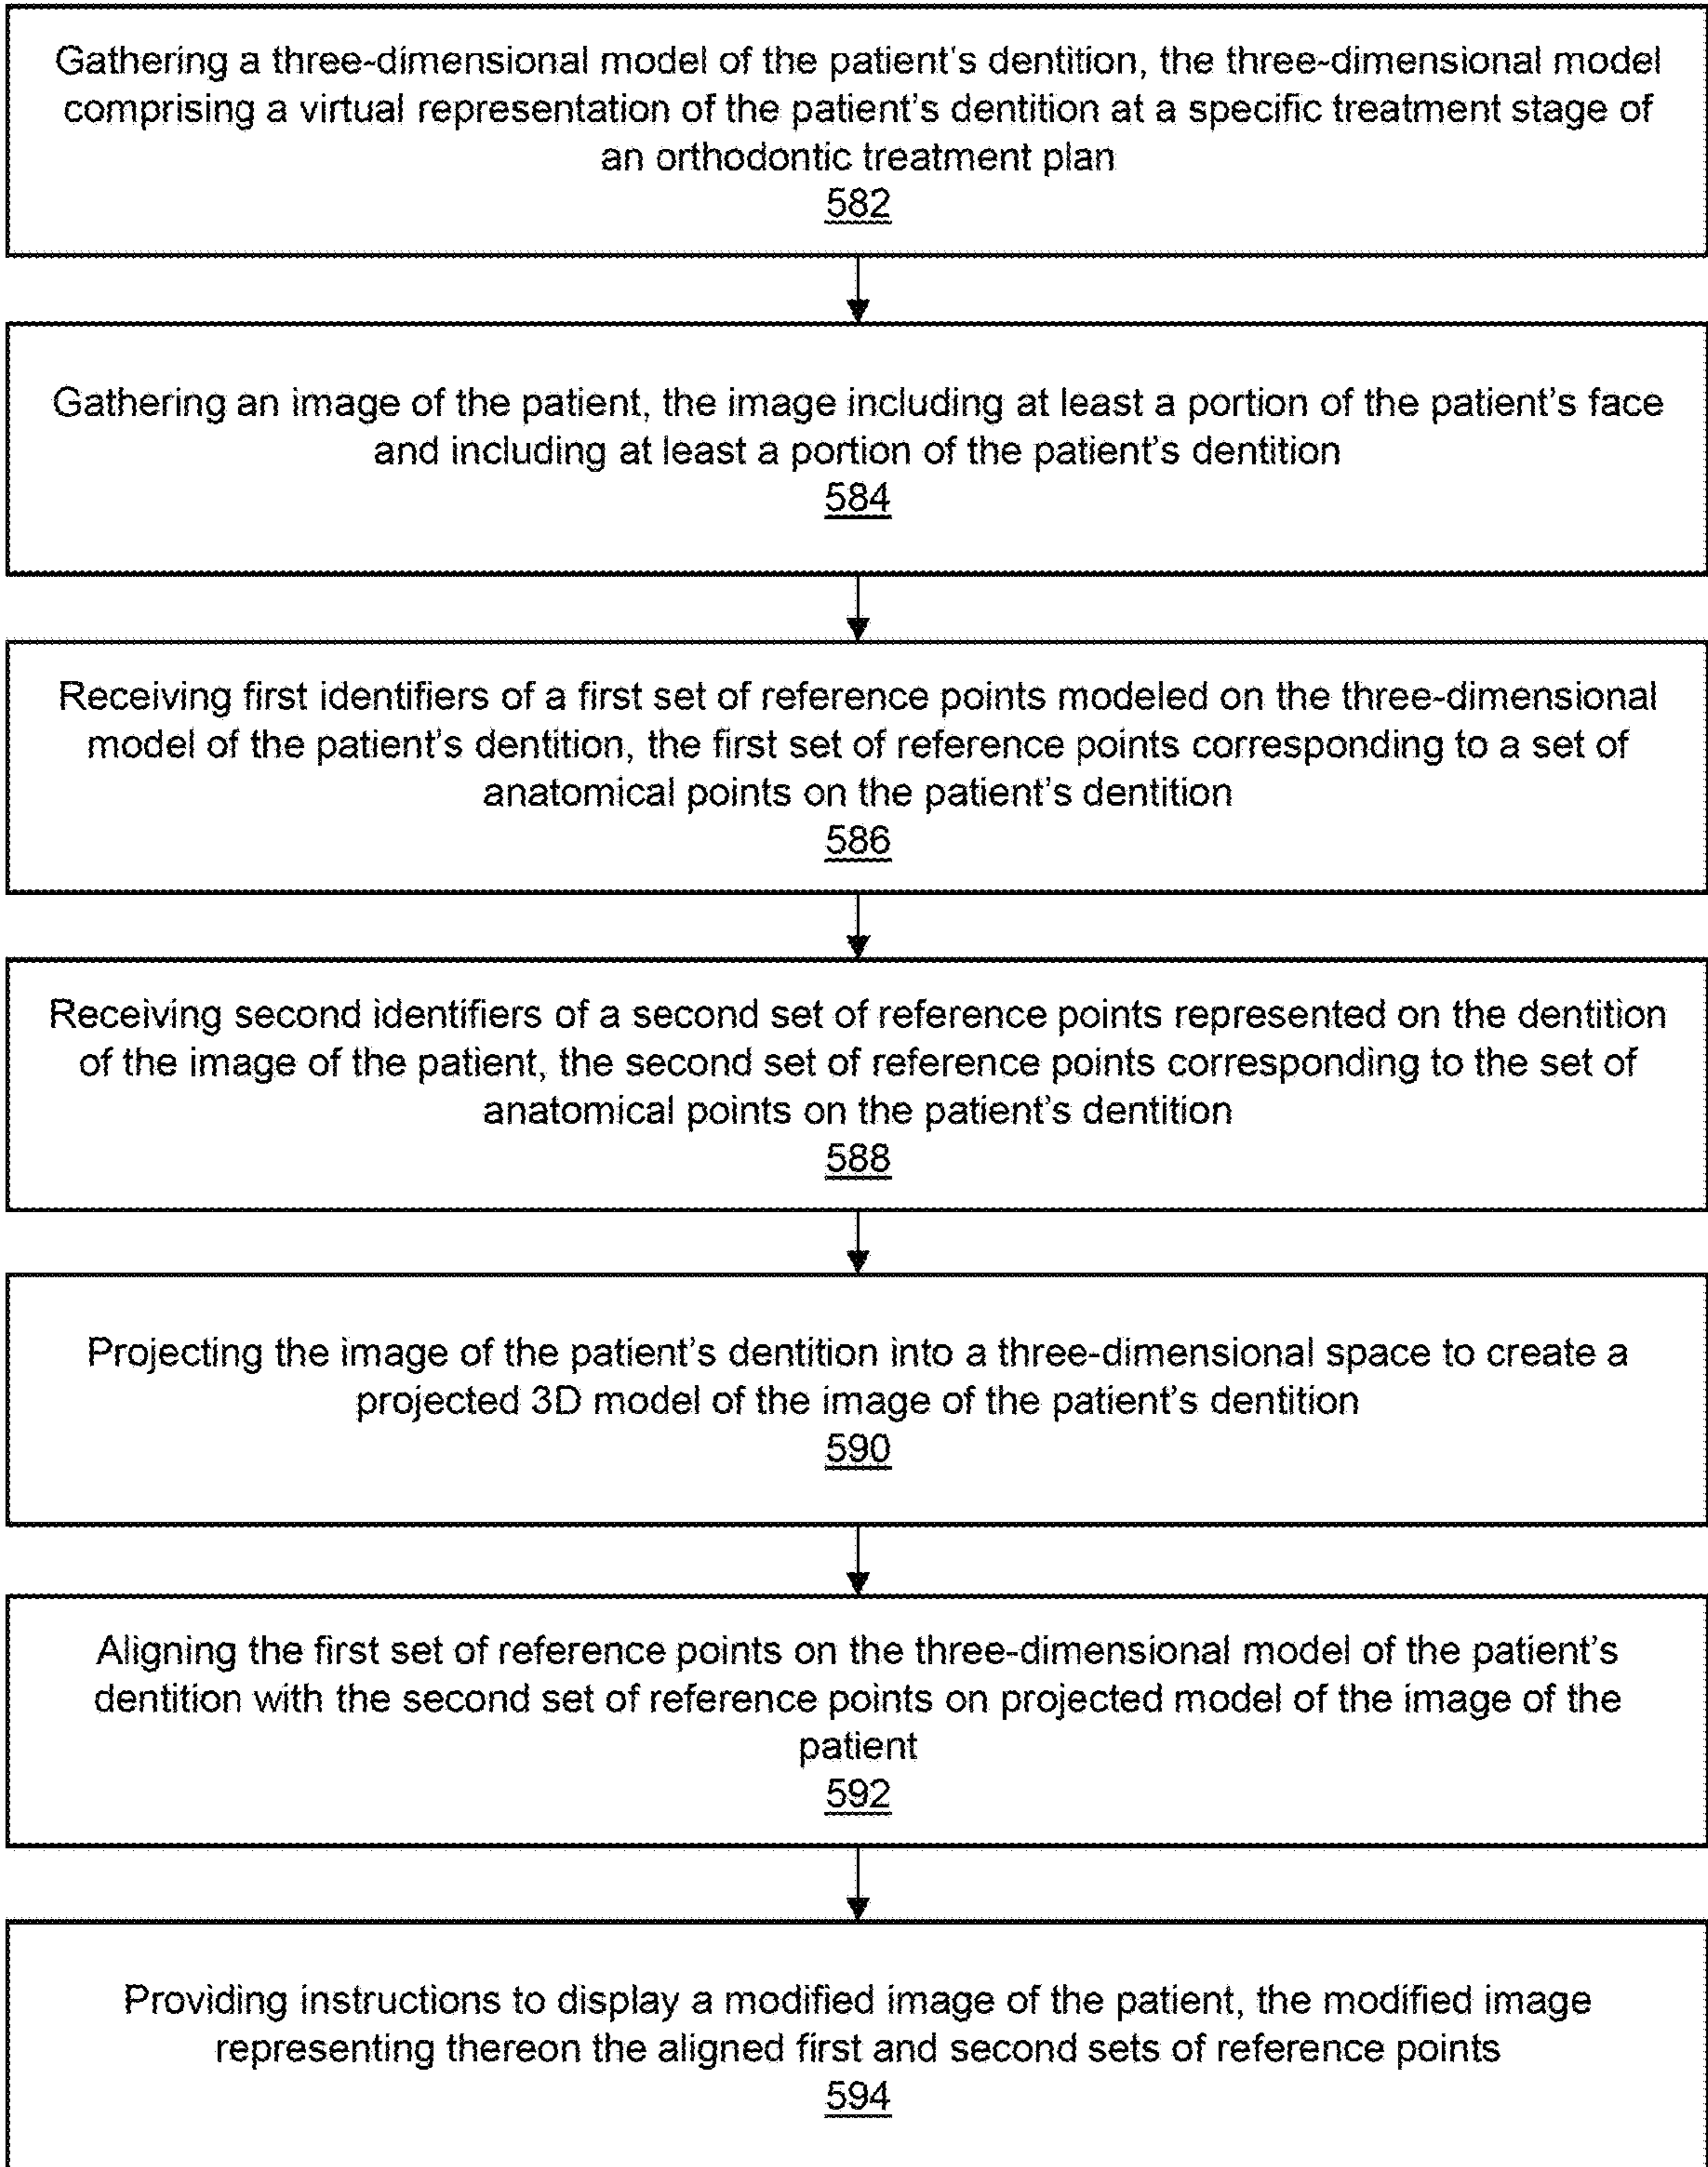 Gathering a three-dimensional model of the patient's dentition, the three-dimensional model
comprising a virtual representation of the patient's dentition at a specific treatment stage of
an orthodontic treatment plan
582
Gathering an image of the patient, the image including at least a portion of the patient's face
and including at least a portion of the patient's dentition
584
Receiving first identifiers of a first set of reference points modeled on the three-dimensional
model of the patient's dentition, the first set of reference points corresponding to a set of
anatomical points on the patient's dentition
586
Receiving second identifiers of a second set of reference points represented on the dentition
of the image of the patient, the second set of reference points corresponding to the set of
anatomical points on the patient's dentition
588
Projecting the image of the patient's dentition into a three-dimensional space to create a
projected 3D model of the image of the patient's dentition
590
Aligning the first set of reference points on the three-dimensional model of the patient's
dentition with the second set of reference points on projected model of the image of the
patient
592
Providing instructions to display a modified image of the patient, the modified image
representing thereon the aligned first and second sets of reference points
594